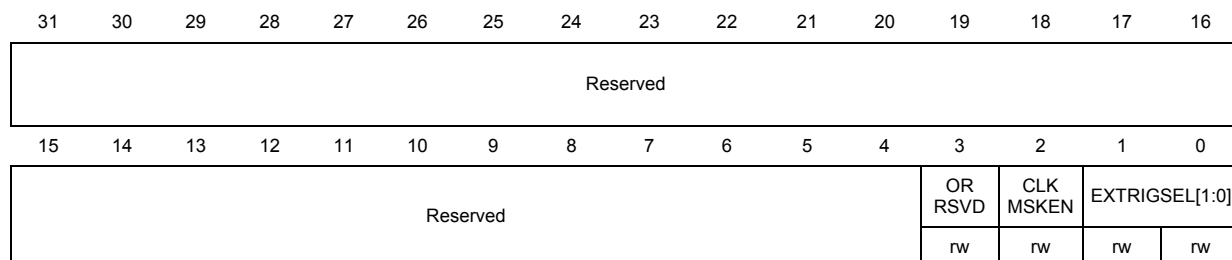 31 30 29 28 27 26 25 24 23 22 21 20 19 18 17 16
Reserved
15 14 13 12 11 10 9 8 7 6 5 4 3 2 1 0
Reserved OR RSVD CLK MSKEN EXTRIGSEL[1:0]
rw rw rw rw